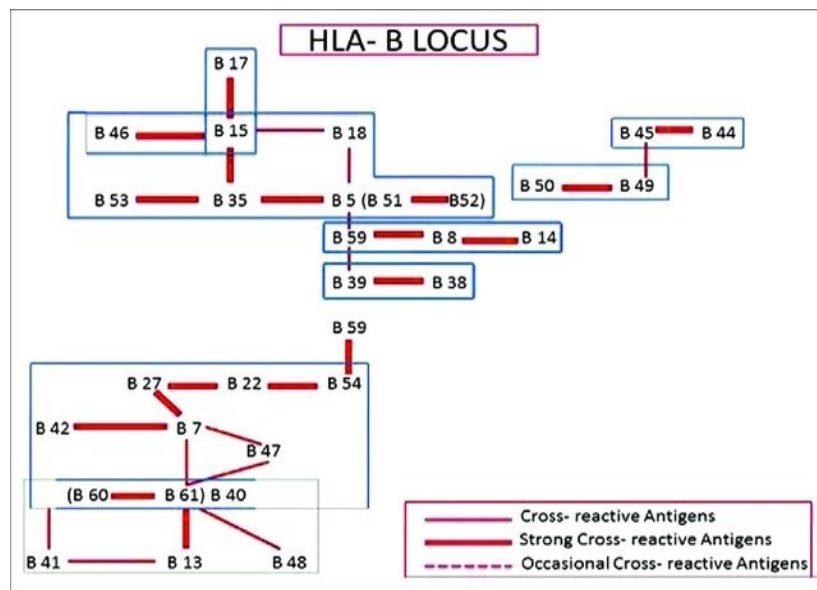 HLA- B LOCUS
B 17
B 46 B 15 B 18
B 45 B 44
B 53 B 35 B 5 (B 51 B52)
B 50 B 49
B 59 B 8 B 14
B 39 B 38
B 59
B 27 B 22 B 54
B 42 B 7
B 47
(B 60 B 61) B 40
B 41 B 13 B 48
Cross- reactive Antigens
Strong Cross- reactive Antigens
Occasional Cross- reactive Antigens